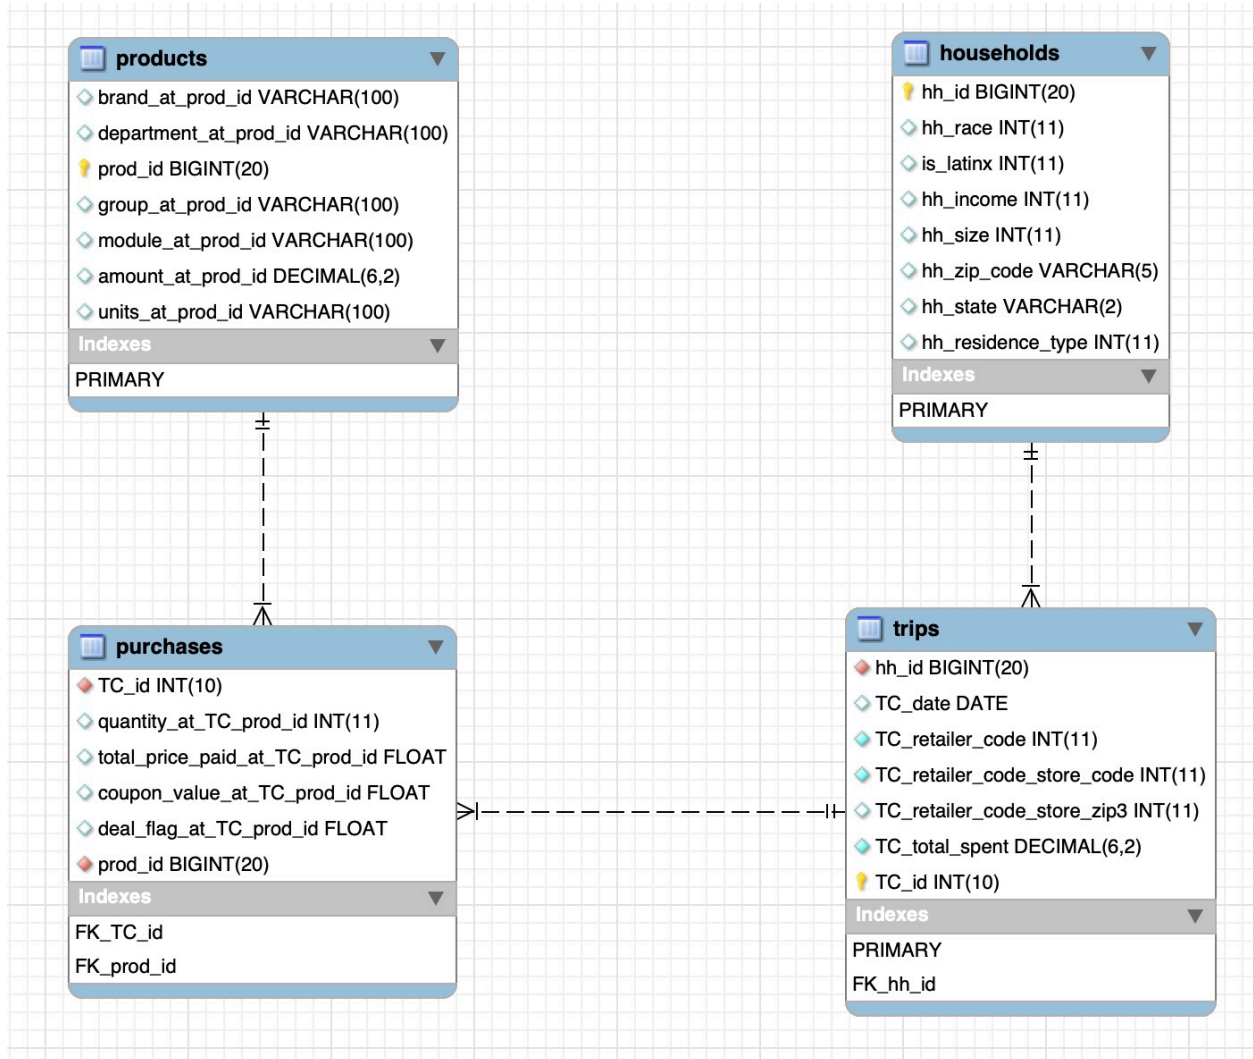 products
brand_at_prod_id VARCHAR(100)
department_at_prod_id VARCHAR(100)
prod_id BIGINT(20)
group_at_prod_id VARCHAR(100)
module_at_prod_id VARCHAR(100)
amount_at_prod_id DECIMAL(6,2)
units_at_prod_id VARCHAR(100)
Indexes
PRIMARY
households
hh_id BIGINT(20)
hh_race INT(11)
is_latinx INT(11)
hh_income INT(11)
hh_size INT(11)
hh_zip_code VARCHAR(5)
hh_state VARCHAR(2)
hh_residence_type INT(11)
Indexes
PRIMARY
purchases
TC_id INT(10)
quantity_at_TC_prod_id INT(11)
total_price_paid_at_TC_prod_id FLOAT
coupon_value_at_TC_prod_id FLOAT
deal_flag_at_TC_prod_id FLOAT
prod_id BIGINT(20)
Indexes
FK_TC_id
FK_prod_id
trips
hh_id BIGINT(20)
TC_date DATE
TC_retailer_code INT(11)
TC_retailer_code_store_code INT(11)
TC_retailer_code_store_zip3 INT(11)
TC_total_spent DECIMAL(6,2)
TC_id INT(10)
Indexes
PRIMARY
FK_hh_id